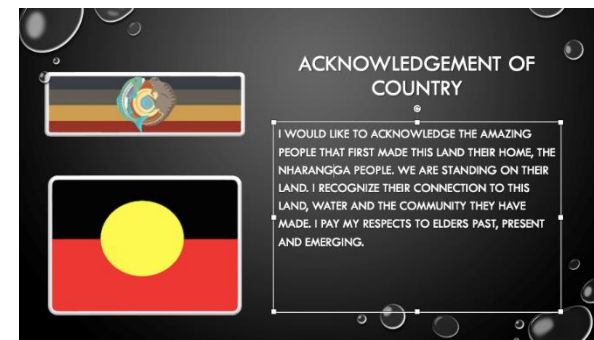 ACKNOWLEDGEMENT OF
COUNTRY
I WOULD LIKE TO ACKNOWLEDGE THE AMAZING
PEOPLE THAT FIRST MADE THIS LAND THEIR HOME, THE
NHARANGGA PEOPLE. WE ARE STANDING ON THEIR
LAND. I RECOGNIZE THEIR CONNECTION TO THIS
LAND, WATER AND THE COMMUNITY THEY HAVE
MADE. I PAY MY RESPECTS TO ELDERS PAST, PRESENT
AND EMERGING.